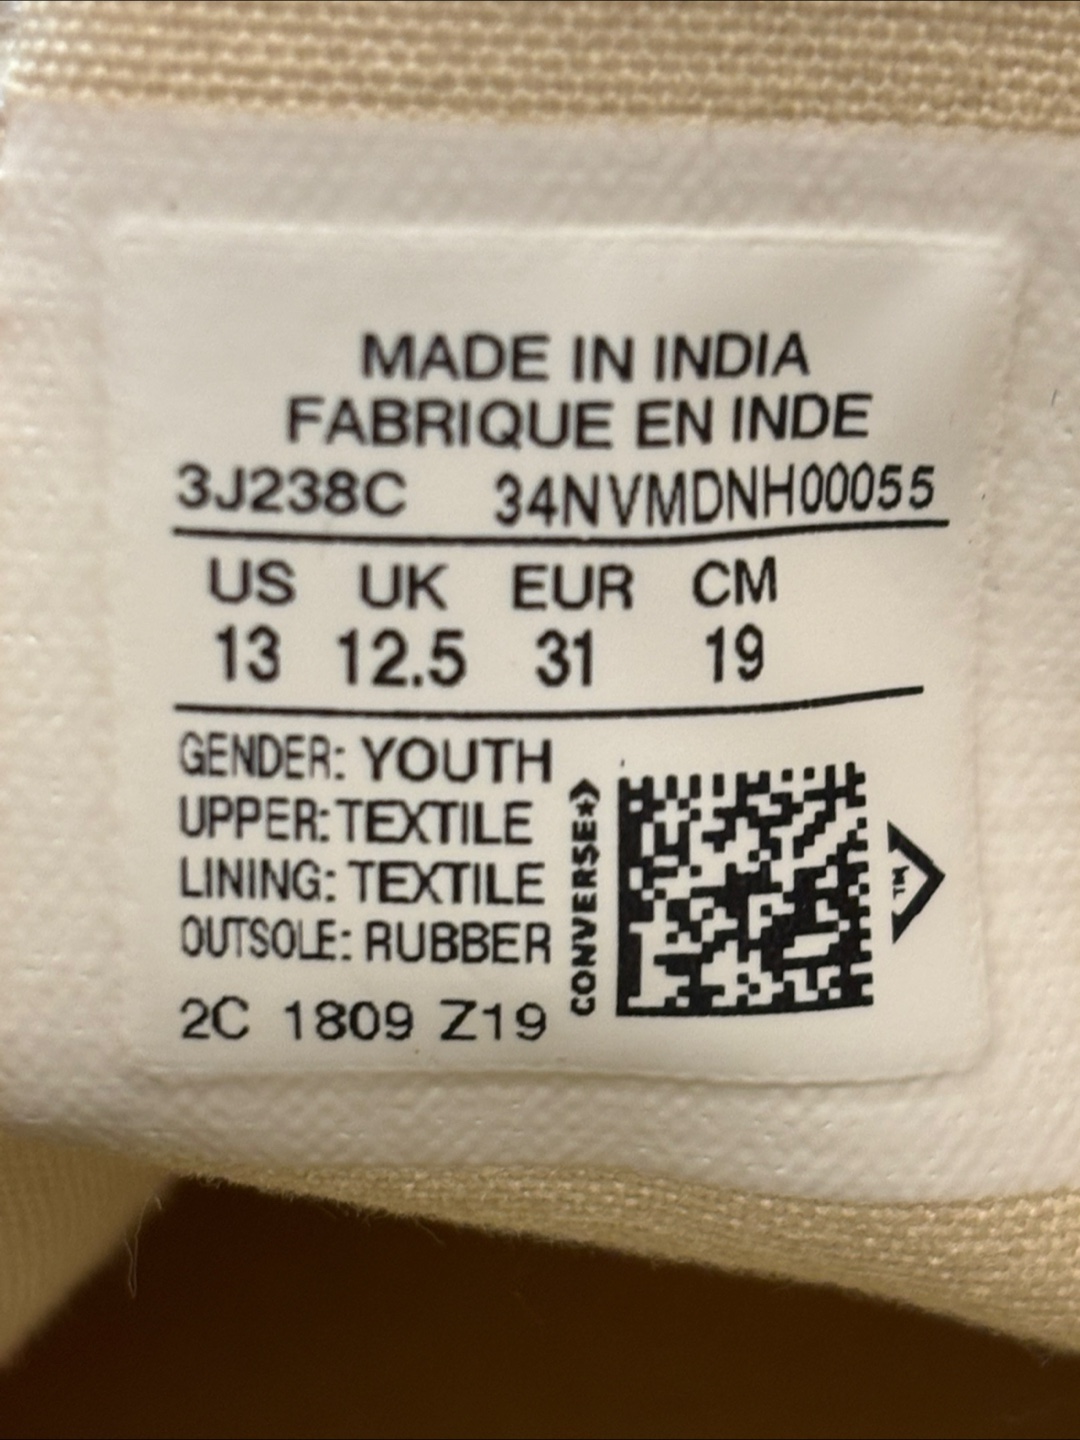 MADE IN INDIA
FABRIQUE EN INDE
3J238C 34NVMDNH00055
US UK EUR CM
13 12.5 31 19
GENDER: YOUTH
UPPER: TEXTILE
LINING: TEXTILE
OUTSOLE: RUBBER
2C 1809 Z19
CONVERSE
TM